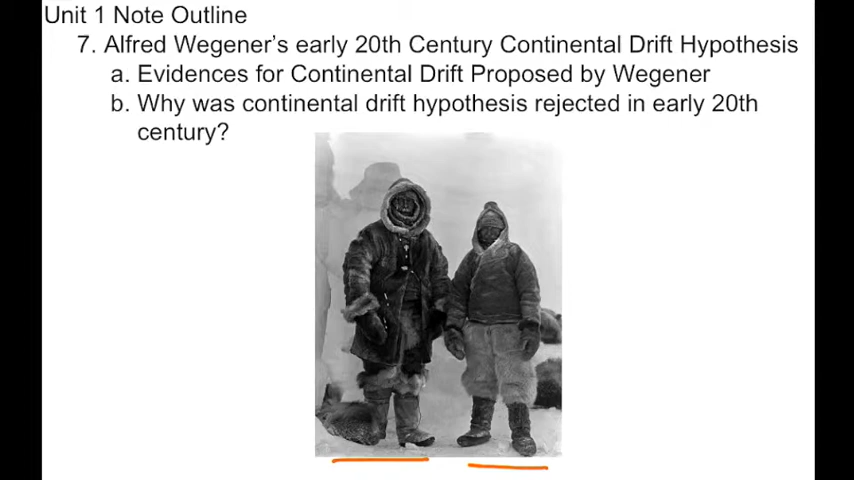 Unit 1 Note Outline
7. Alfred Wegener's early 20th Century Continental Drift Hypothesis
a. Evidences for Continental Drift Proposed by Wegener
b. Why was continental drift hypothesis rejected in early 20th
century?